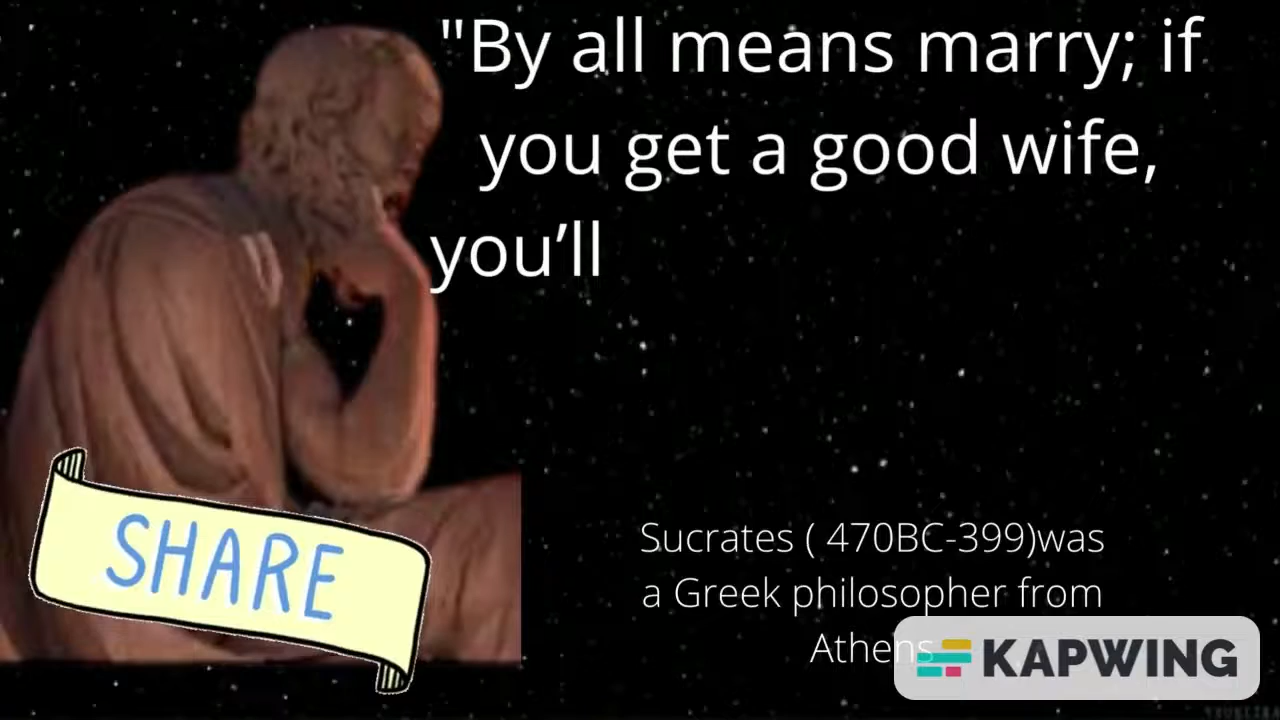 "By all means marry; if
you get a good wife,
you’ll
SHARE
Sucrates ( 470BC-399)was
a Greek philosopher from
Athens
KAPWING